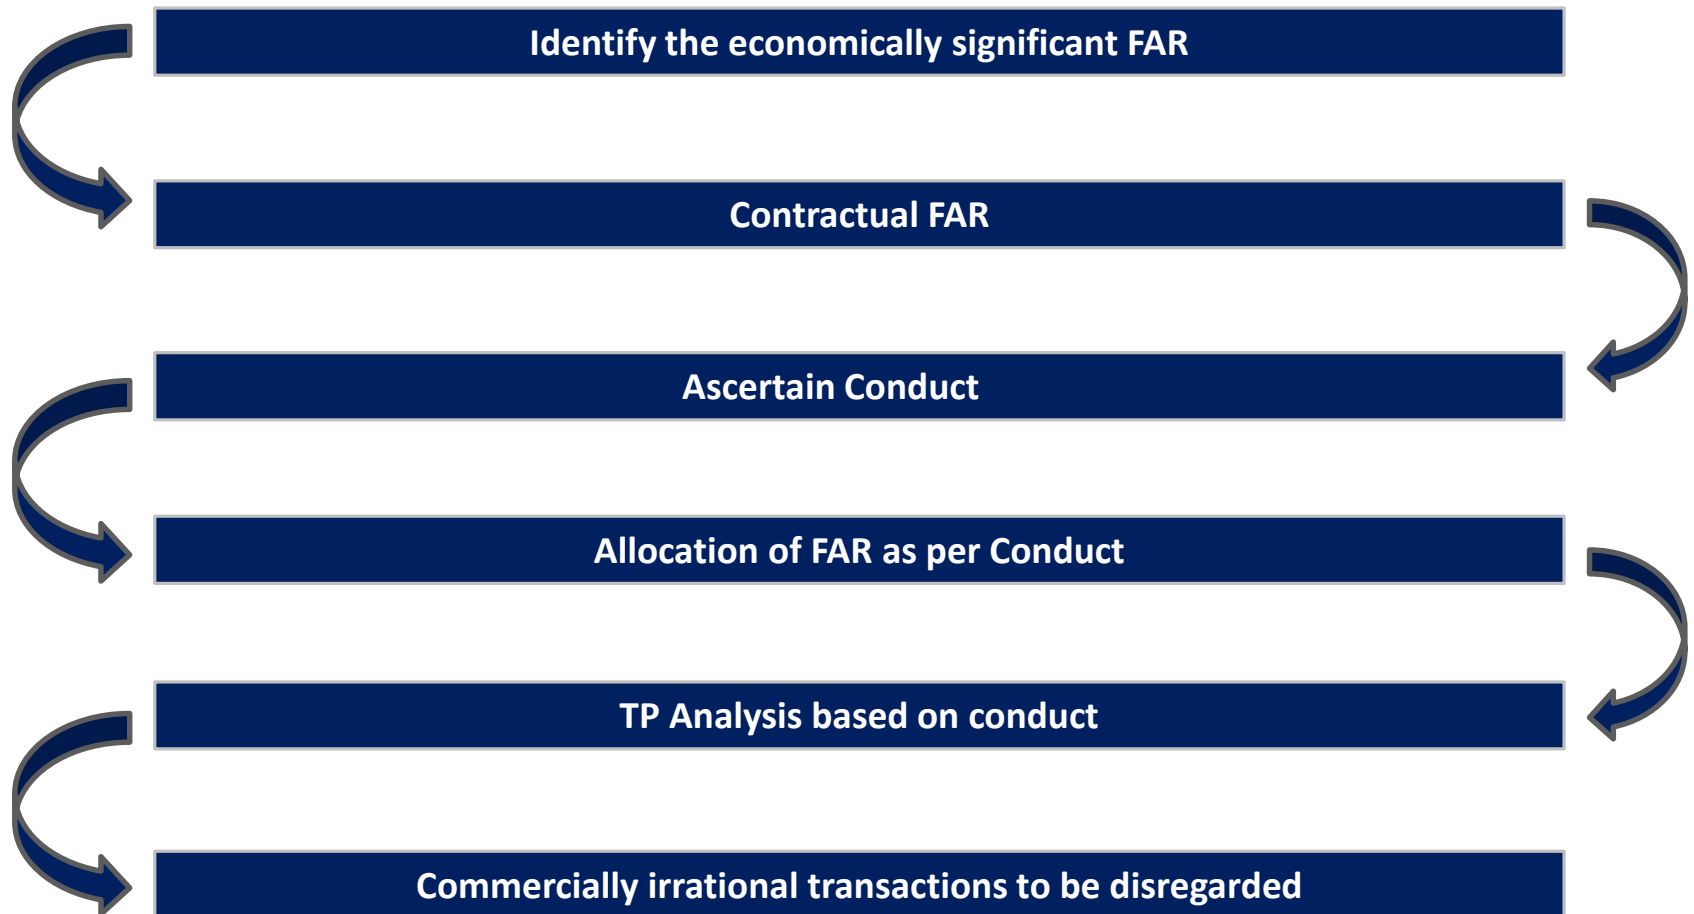 Identify the economically significant FAR
Contractual FAR
Ascertain Conduct
Allocation of FAR as per Conduct
TP Analysis based on conduct
Commercially irrational transactions to be disregarded